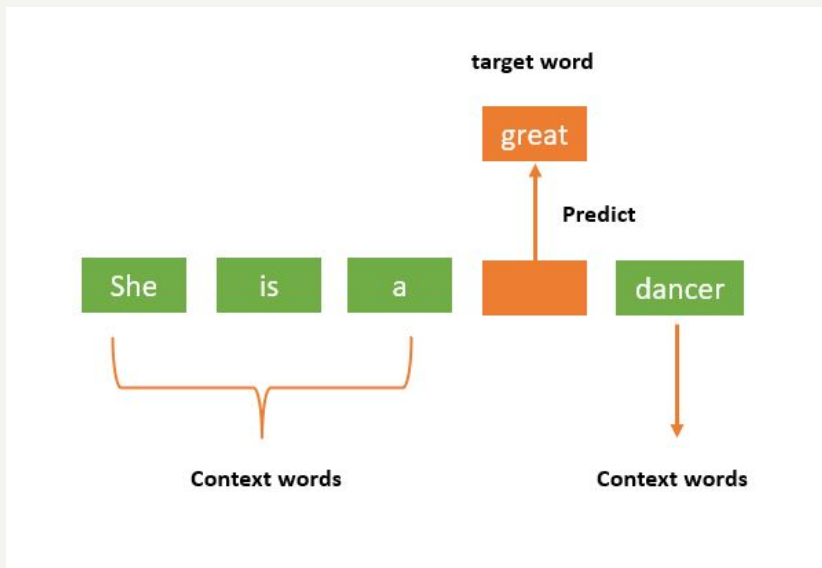 target word
great
Predict
She is a dancer
Context words Context words